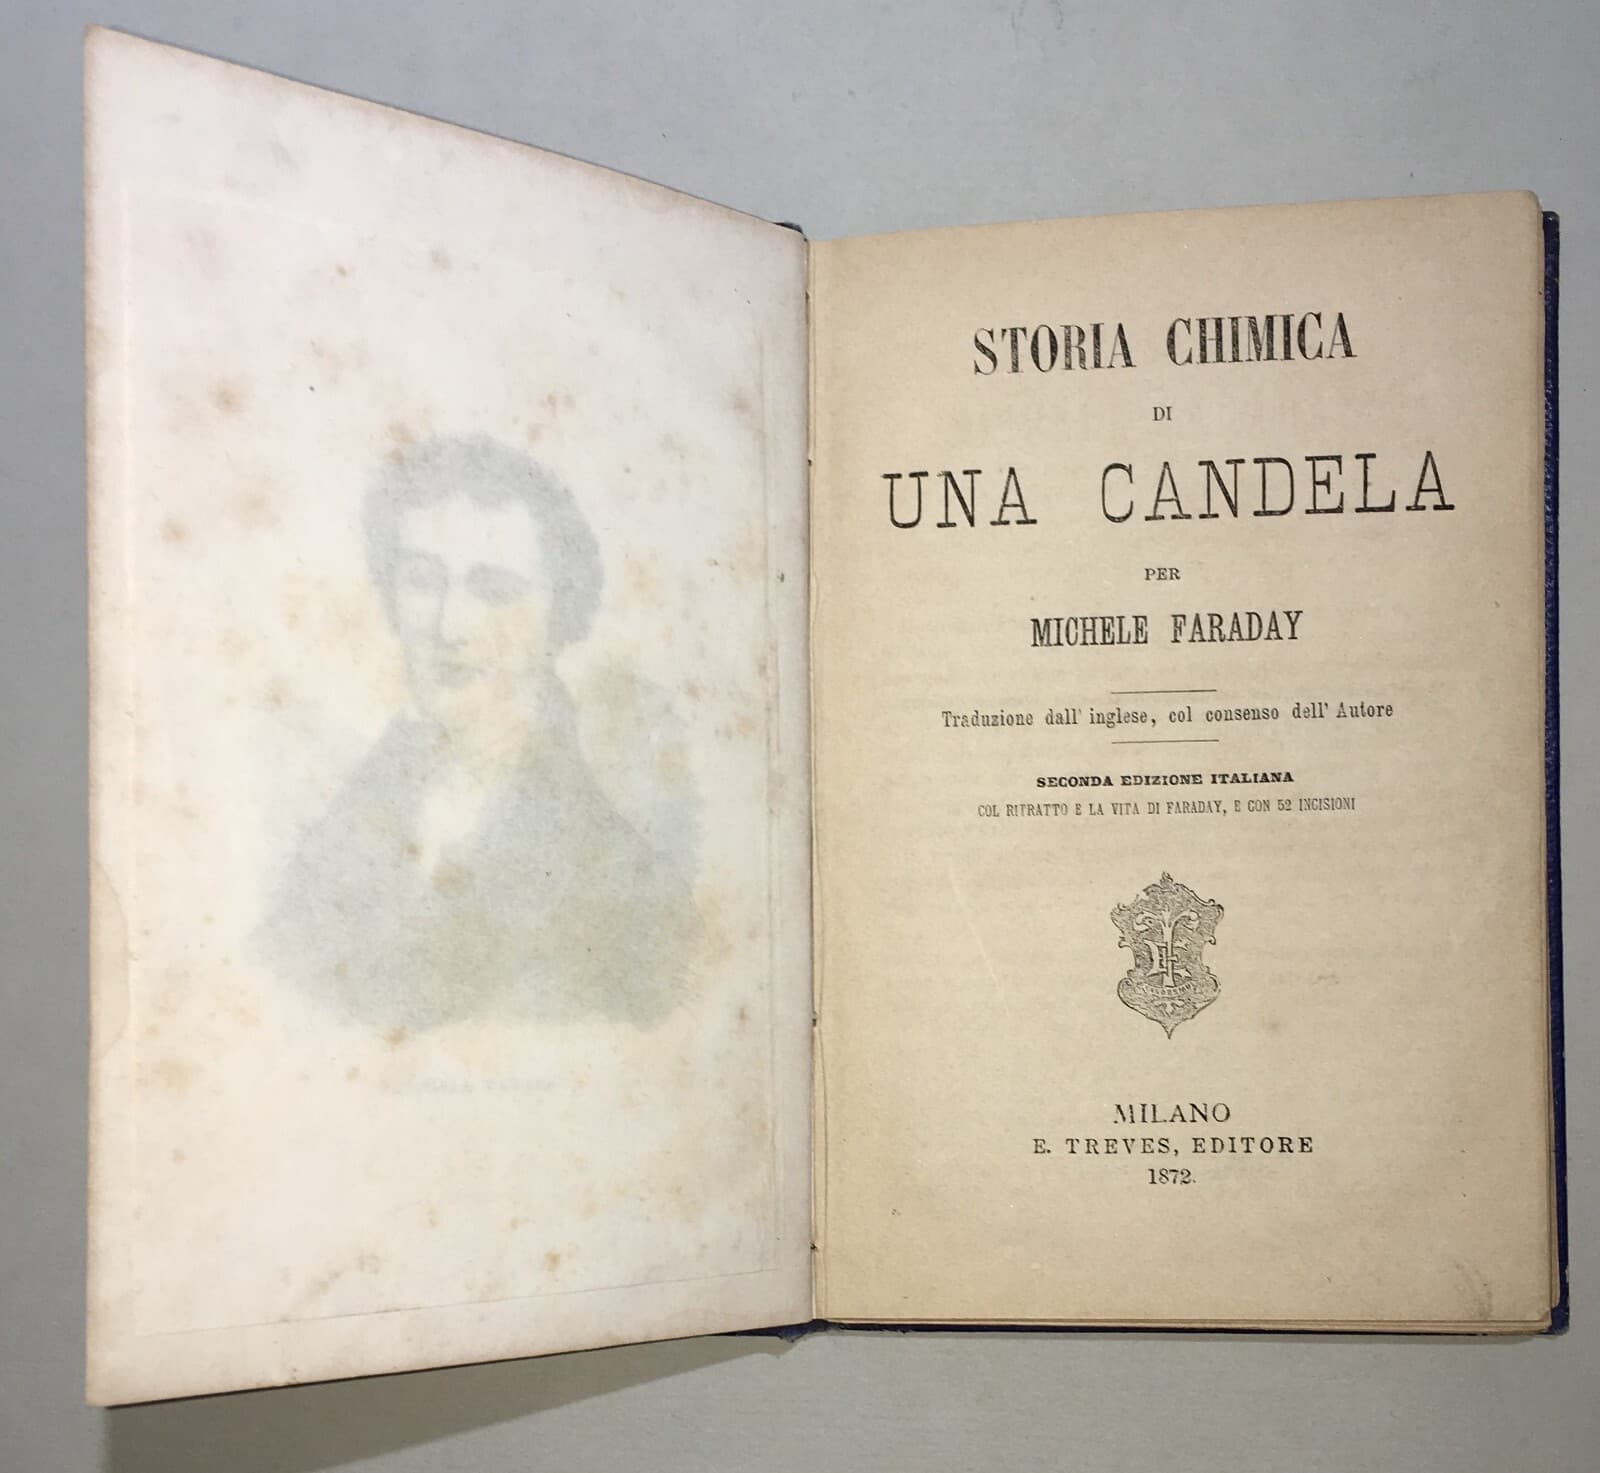 STORIA CHIMICA
DI
UNA CANDELA
PER
MICHELE FARADAY
Traduzione dall' inglese, col consenso dell' Autore
SECONDA EDIZIONE ITALIANA
COL RITRATTO E LA VITA DI FARADAY, E CON 52 INCISIONI
MILANO
E. TREVES, EDITORE
1872.